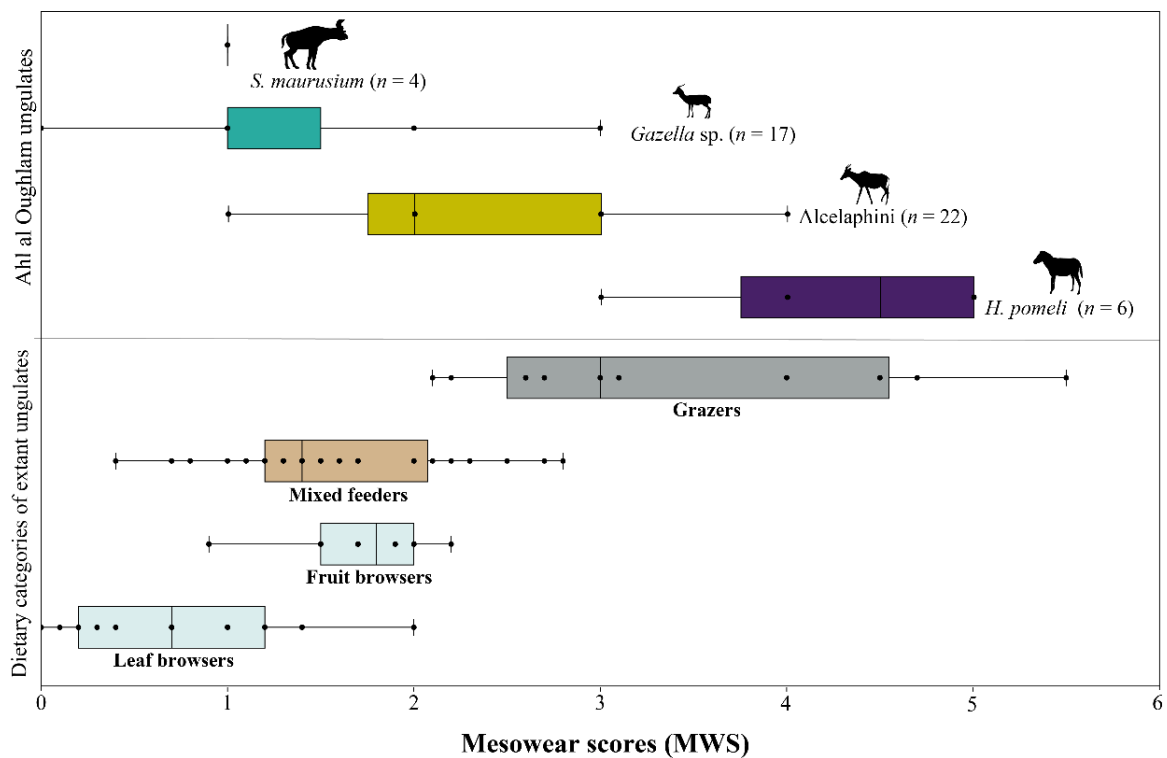 Ahl al Oughlam ungulates
S. maurusium (n = 4)
Gazella sp. (n = 17)
Alcelaphini (n = 22)
H. pomeli (n = 6)
Dietary categories of extant ungulates
Grazers
Mixed feeders
Fruit browsers
Leaf browsers
0 1 2 3 4 5 6
Mesowear scores (MWS)